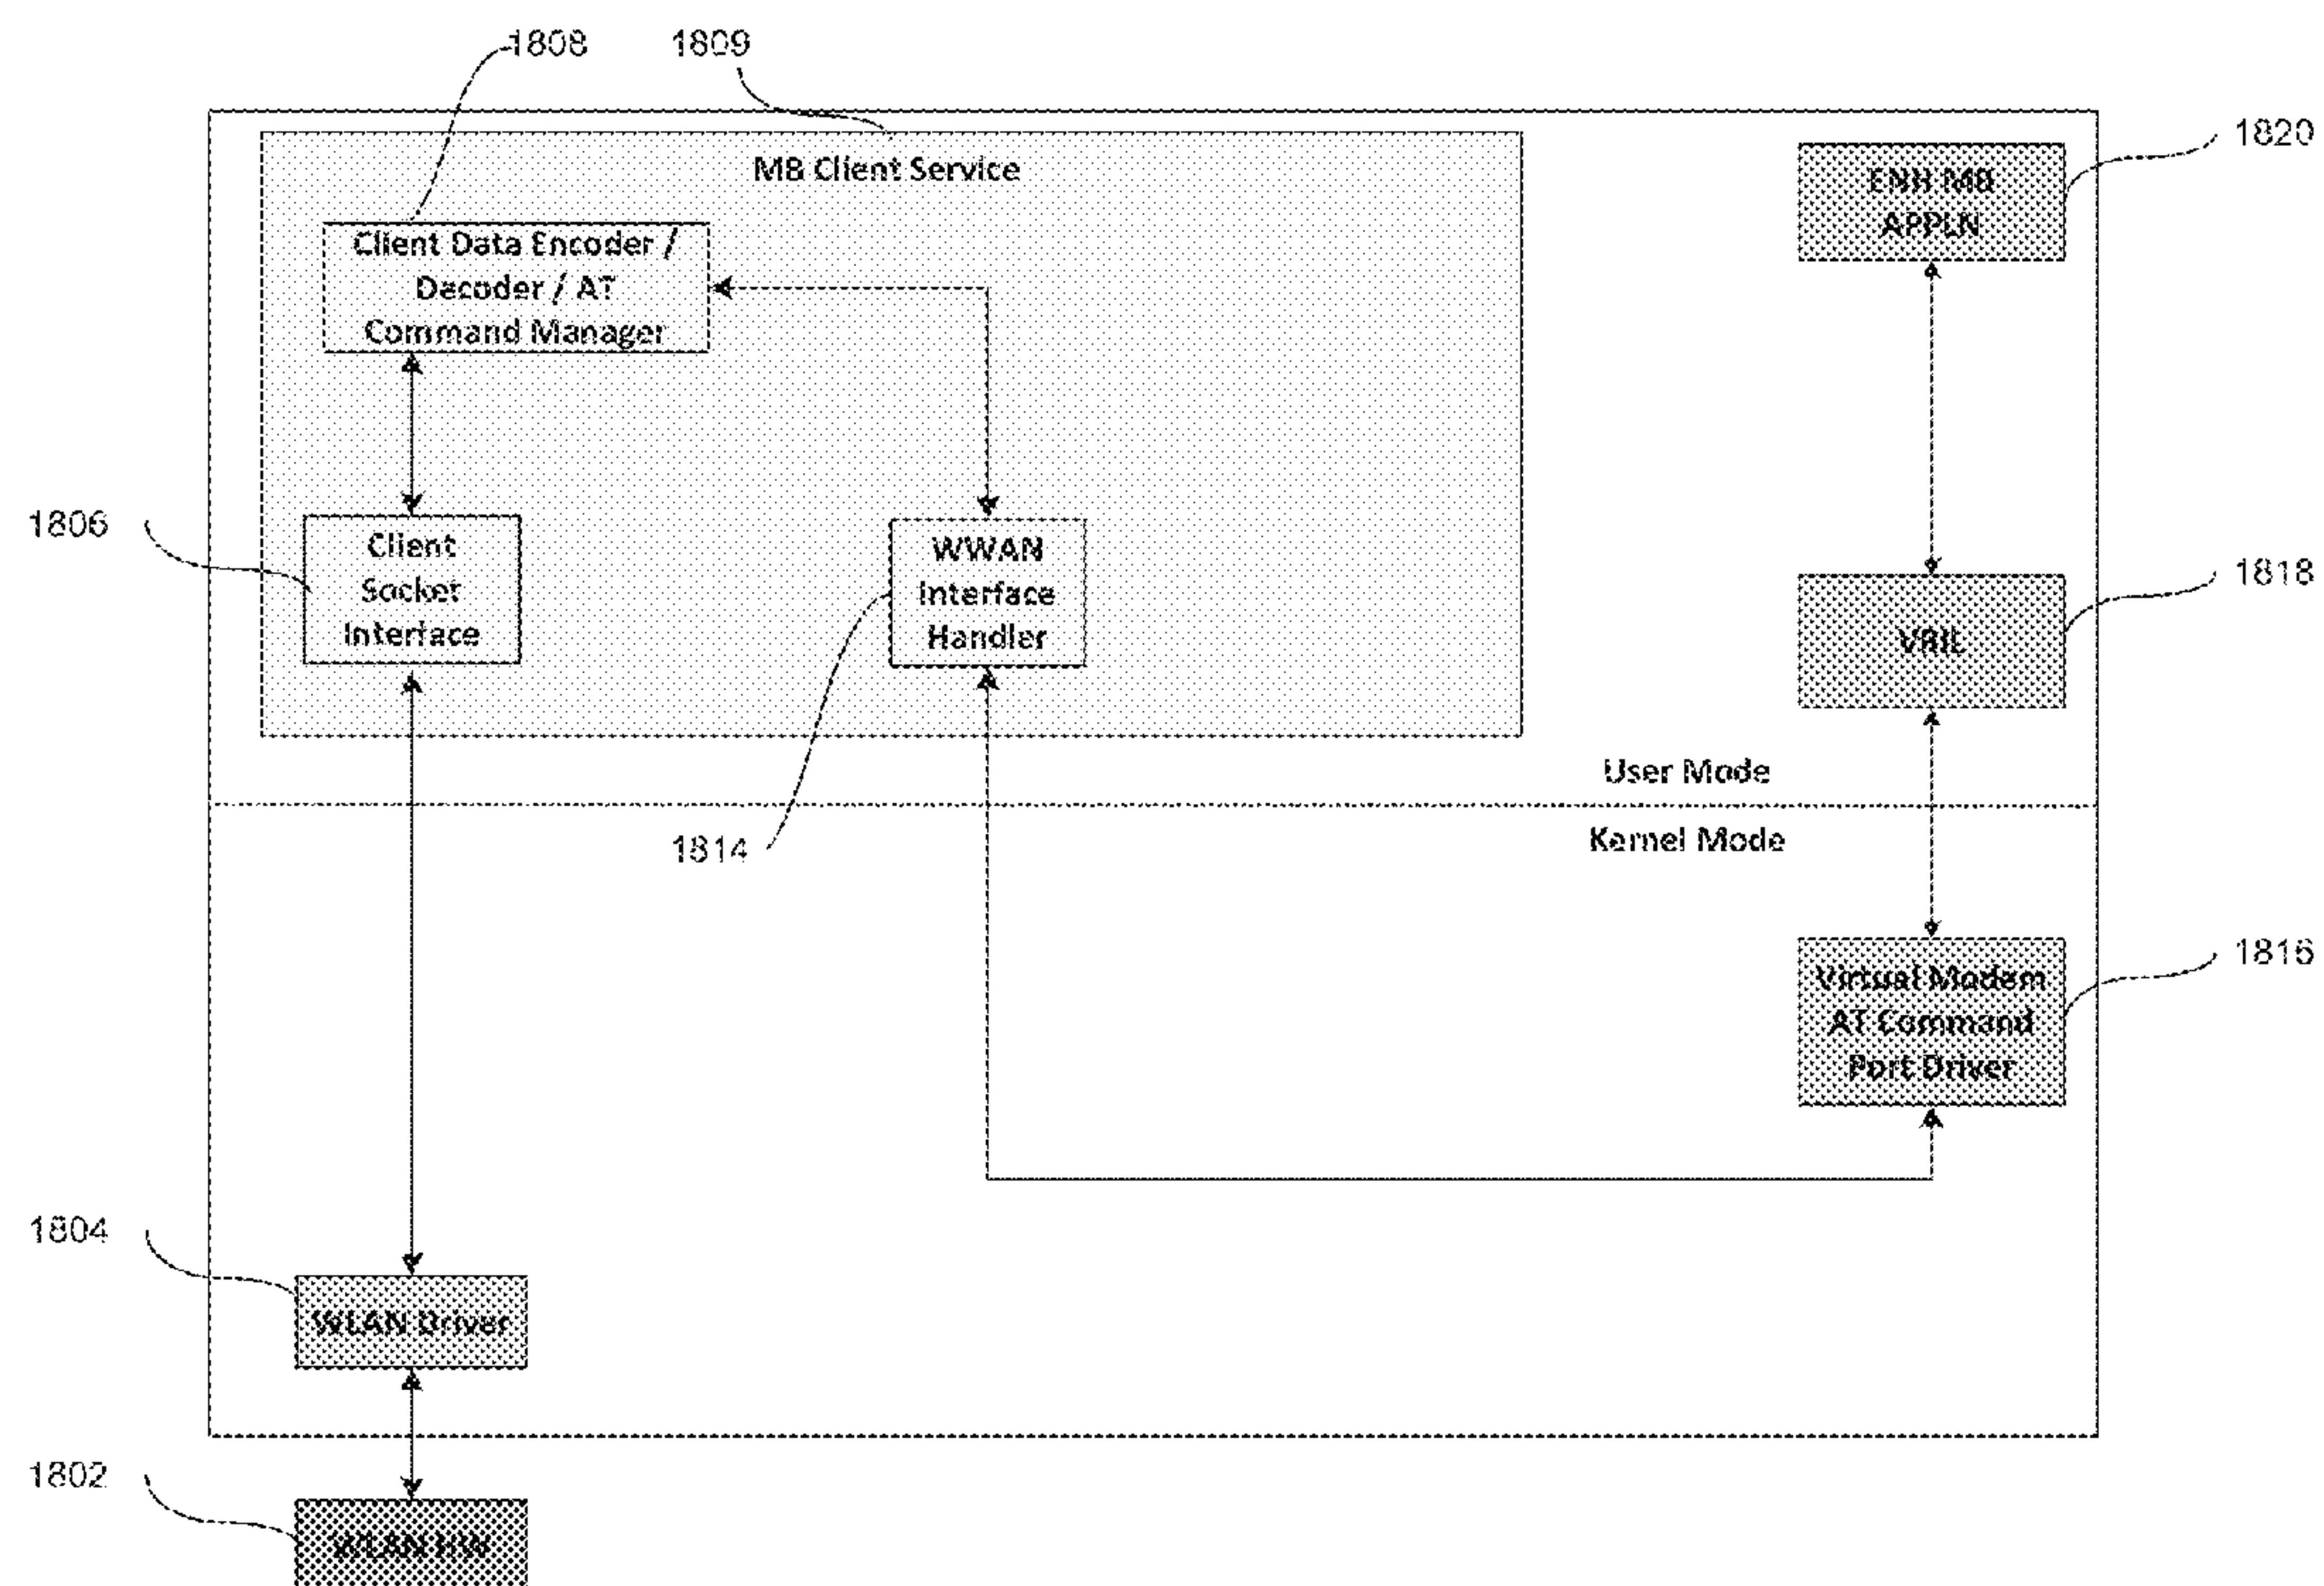 1808
1809
1820
MB Client Service
ENH MB
APPLN
Client Data Encoder /
Decoder / AT
Command Manager
1806
Client
Socket
Interface
WWAN
Interface
Handler
1818
VRIL
User Mode
1814
Kernel Mode
1816
Virtual Modem
AT Command
Port Driver
1804
WLAN Driver
1802
WLAN HW